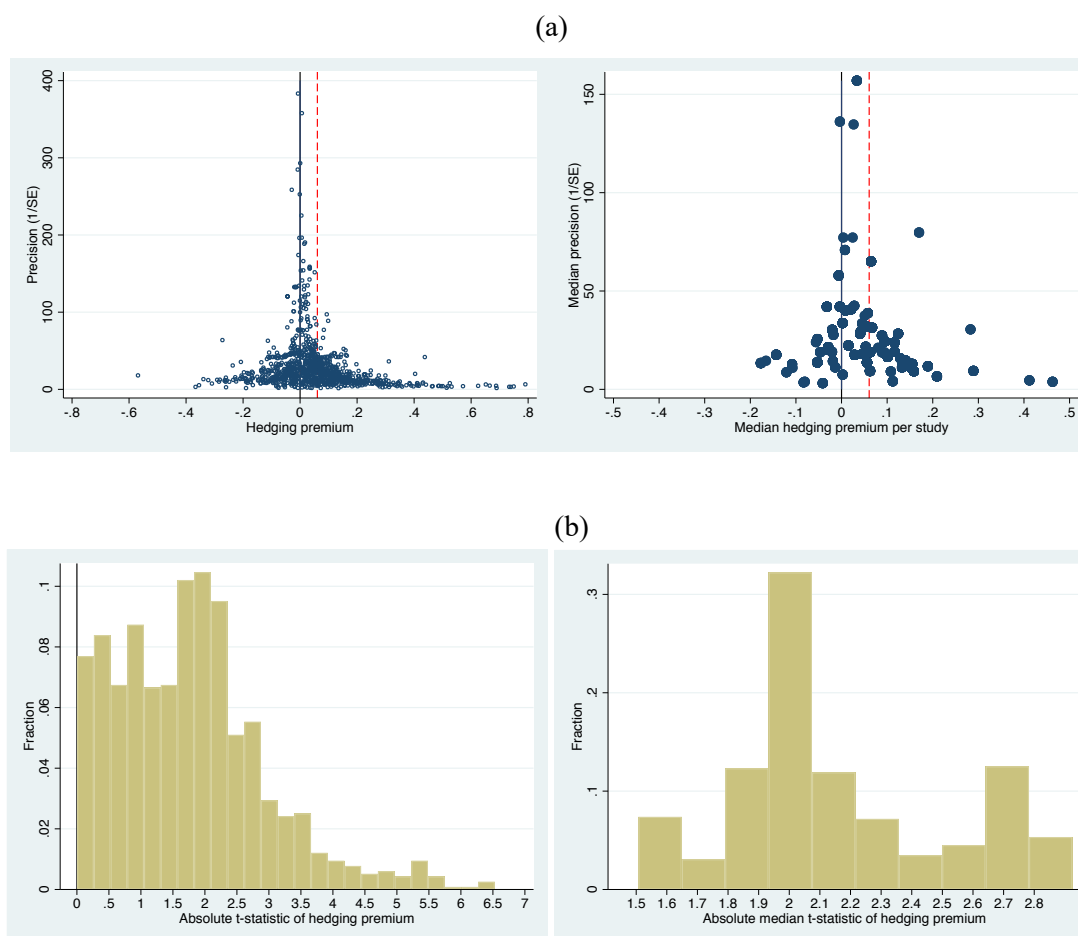 (a)
Precision (1/SE)
400
300
200
100
0
-.8 -.6 -.4 -.2 0 .2 .4 .6 .8
Hedging premium
Median precision (1/SE)
150
100
50
0
-.5 -.4 -.3 -.2 -.1 0 .1 .2 .3 .4 .5
Median hedging premium per study
(b)
Fraction
.1
.08
.06
.04
.02
0
0 .5 1 1.5 2 2.5 3 3.5 4 4.5 5 5.5 6 6.5 7
Absolute t-statistic of hedging premium
Fraction
.3
.2
.1
0
1.5 1.6 1.7 1.8 1.9 2 2.1 2.2 2.3 2.4 2.5 2.6 2.7 2.8
Absolute median t-statistic of hedging premium